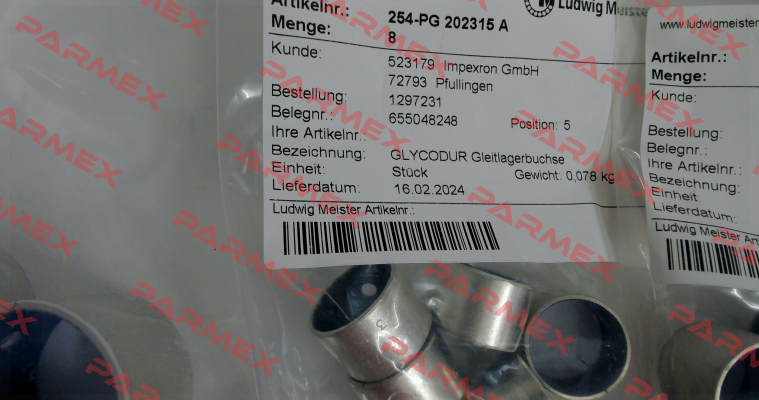 Artikelnr.: 254-PG 202315 A
Menge: 8
Ludwig
Kunde: 523179 Impexron GmbH
72793 Pfullingen
Bestellung: 1297231
Belegnr.: 655048248 Position: 5
Ihre Artikelnr.:
Bezeichnung: GLYCODUR Gleitlagerbuchse
Einheit: Stück Gewicht: 0,078 kg
Lieferdatum: 16.02.2024
Ludwig Meister Artikelnr.:
www.ludwigmeister
Artikelnr.:
Menge:
Kunde:
Bestellung:
Belegnr.:
Ihre Artikelnr.:
Bezeichnung:
Einheit:
Lieferdatum:
Ludwig Meister
3
PARMEX